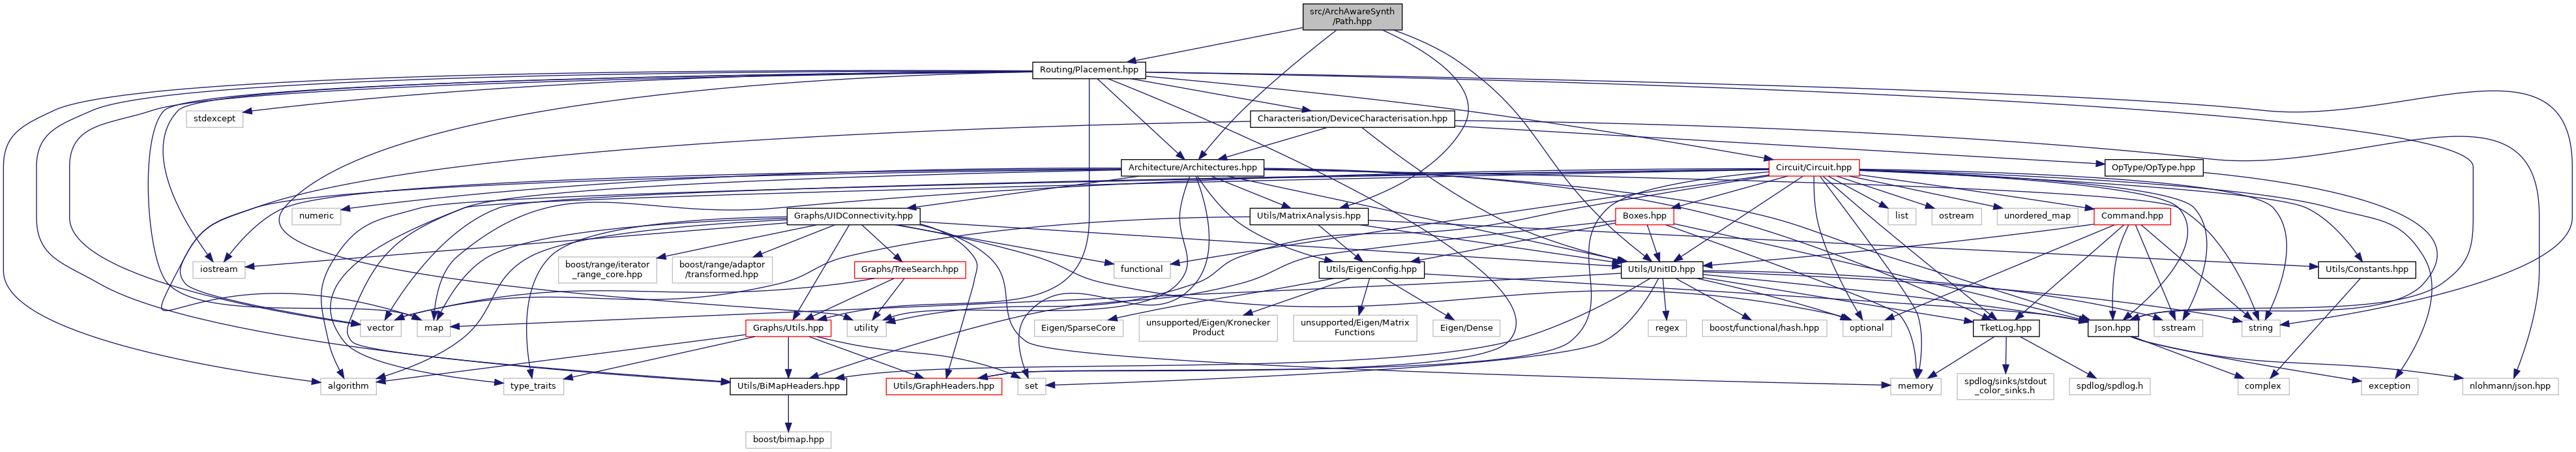 src/ArchAwareSynth
/Path.hpp
Routing/Placement.hpp
stdexcept
Characterisation/DeviceCharacterisation.hpp
Architecture/Architectures.hpp
Circuit/Circuit.hpp
OpType/OpType.hpp
numeric
Graphs/UIDConnectivity.hpp
Utils/MatrixAnalysis.hpp
Boxes.hpp
list
ostream
unordered_map
Command.hpp
iostream
boost/range/iterator
_range_core.hpp
boost/range/adaptor
/transformed.hpp
Graphs/TreeSearch.hpp
functional
Utils/EigenConfig.hpp
Utils/UnitID.hpp
Utils/Constants.hpp
vector
map
Graphs/Utils.hpp
utility
Eigen/SparseCore
unsupported/Eigen/Kronecker
Product
unsupported/Eigen/Matrix
Functions
Eigen/Dense
regex
boost/functional/hash.hpp
optional
TketLog.hpp
Json.hpp
sstream
string
algorithm
type_traits
Utils/BiMapHeaders.hpp
Utils/GraphHeaders.hpp
set
memory
spdlog/sinks/stdout
_color_sinks.h
spdlog/spdlog.h
complex
exception
nlohmann/json.hpp
boost/bimap.hpp